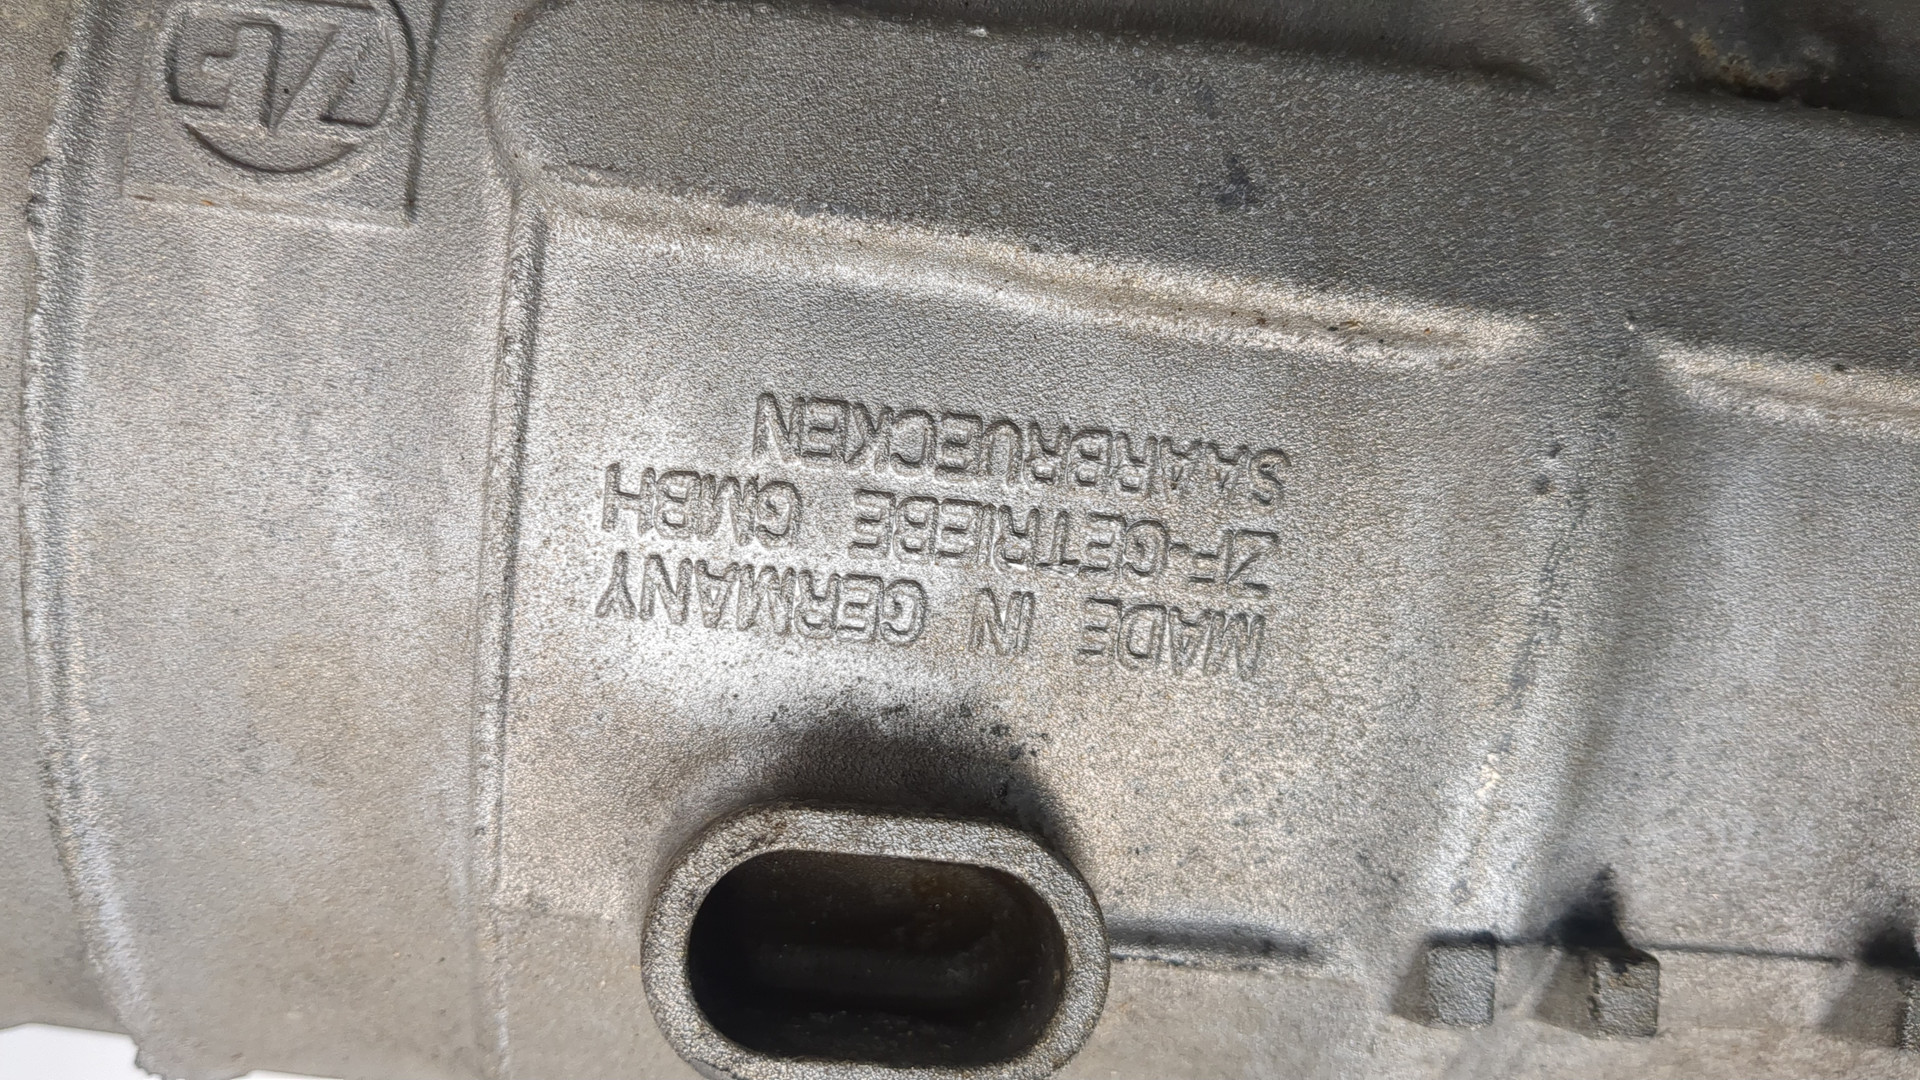 MADE IN GERMANY
ZF-GETRIEBE GMBH
SAARBRUECKEN
ZF